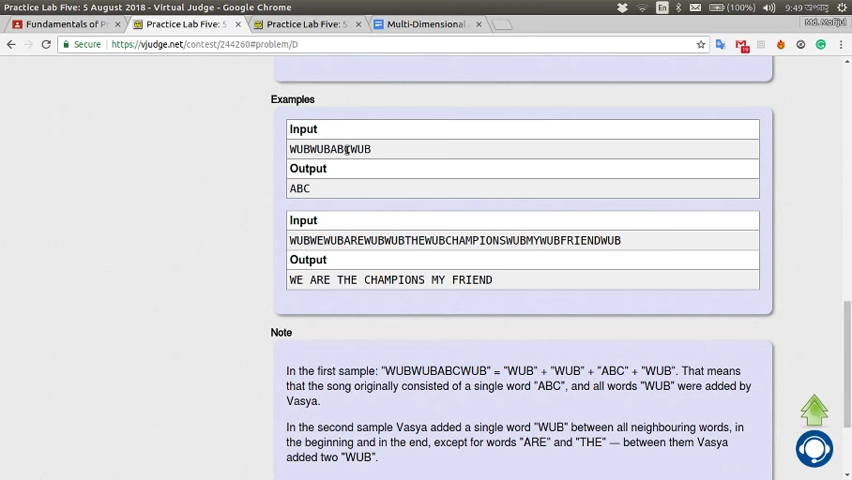 Practice Lab Five: 5 August 2018 - Virtual Judge - Google Chrome
En
(100%)
9:49
Fundamentals of P
Practice Lab Five: 5
Practice Lab Five: 5
Multi-Dimensional A
Secure
https://vjudge.net/contest/244260#problem/D
Examples
Input
WUBWUBABCWUB
Output
ABC
Input
WUBWEWUBAREWUBWUBTHEWUBCHAMPIONSWUBMYWUBFRIENDWUB
Output
WE ARE THE CHAMPIONS MY FRIEND
Note
In the first sample: "WUBWUBABCWUB" = "WUB" + "WUB" + "ABC" + "WUB". That means
that the song originally consisted of a single word "ABC", and all words "WUB" were added by
Vasya.
In the second sample Vasya added a single word "WUB" between all neighbouring words, in
the beginning and in the end, except for words "ARE" and "THE" — between them Vasya
added two "WUB".